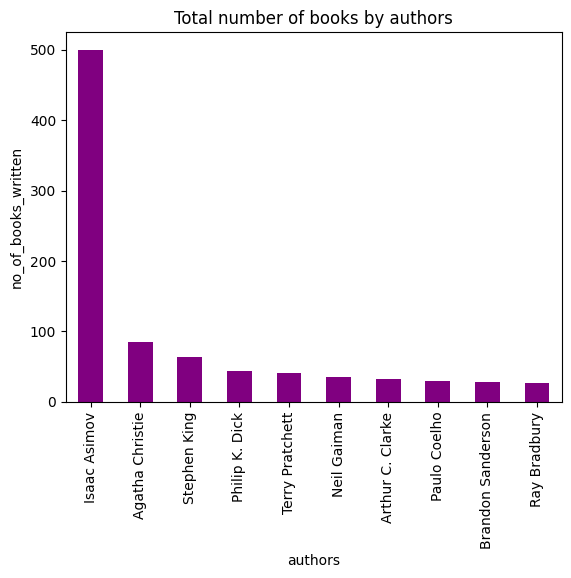 Total number of books by authors
no_of_books_written
500
400
300
200
100
0
Isaac Asimov
Agatha Christie
Stephen King
Philip K. Dick
Terry Pratchett
Neil Gaiman
Arthur C. Clarke
Paulo Coelho
Brandon Sanderson
Ray Bradbury
authors